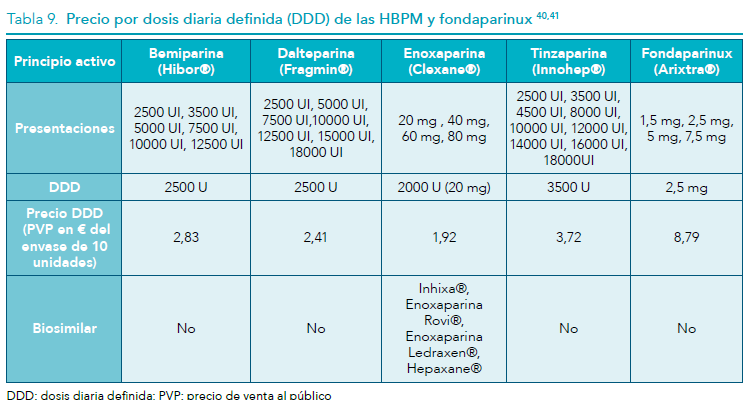 Tabla 9. Precio por dosis diaria definida (DDD) de las HBPM y fondaparinux 40,41
Principio activo
Bemiparina
(Hibor®)
Dalteparina
(Fragmin®)
Enoxaparina
(Clexane®)
Tinzaparina
(Innohep®)
Fondaparinux
(Arixtra®)
Presentaciones
2500 UI, 3500 UI,
5000 UI, 7500 UI,
10000 UI, 12500 UI
2500 UI, 5000 UI,
7500 UI,10000 UI,
12500 UI, 15000 UI,
18000 UI
20 mg , 40 mg,
60 mg, 80 mg
2500 UI, 3500 UI,
4500 UI, 8000 UI,
10000 UI, 12000 UI,
14000 UI, 16000 UI,
18000UI
1,5 mg, 2,5 mg,
5 mg, 7,5 mg
DDD
2500 U
2500 U
2000 U (20 mg)
3500 U
2,5 mg
Precio DDD
(PVP en € del
envase de 10
unidades)
2,83
2,41
1,92
3,72
8,79
Biosimilar
No
No
Inhixa®,
Enoxaparina
Rovi®,
Enoxaparina
Ledraxen®,
Hepaxane®
No
No
DDD: dosis diaria definida; PVP: precio de venta al público